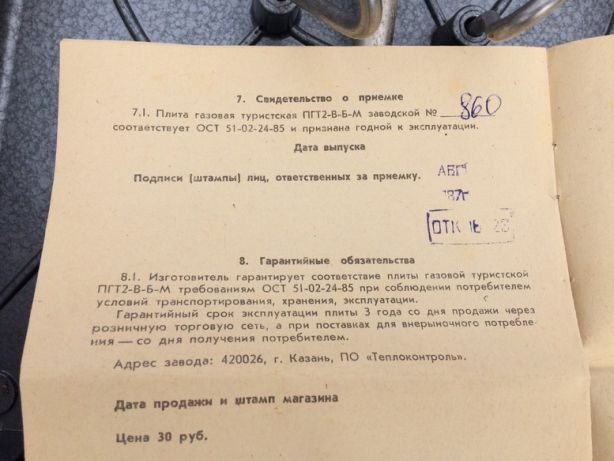 7. Свидетельство о приемке
7.1. Плита газовая туристская ПГТ2-В-Б-М заводской № 860
соответствует ОСТ 51-02-24-85 и признана годной к эксплуатации.
Дата выпуска
Подписи (штампы) лиц, ответственных за приемку.
АВГ
87г
ОТК
8. Гарантийные обязательства
8.1. Изготовитель гарантирует соответствие плиты газовой туристской
ПГТ2-В-Б-М требованиям ОСТ 51-02-24-85 при соблюдении потребителем
условий транспортирования, хранения, эксплуатации.
Гарантийный срок эксплуатации плиты 3 года со дня продажи через
розничную торговую сеть, а при поставках для внерыночного потребле-
ния — со дня получения потребителем.
Адрес завода: 420026, г. Казань, ПО «Теплоконтроль».
Дата продажи и штамп магазина
Цена 30 руб.